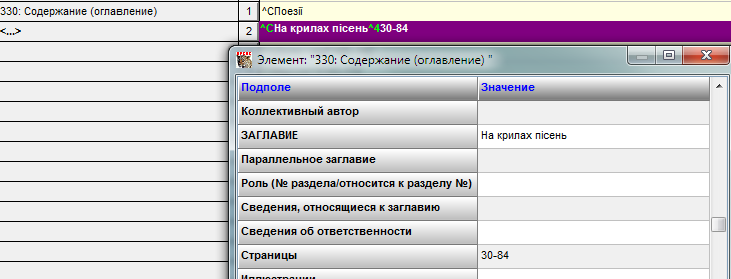 330: Содержание (оглавление) 1 ^CПоезії
<...> 2 ^CНа крилах пісень^430-84
Элемент: "330: Содержание (оглавление) "
Подполе Значение
Коллективный автор
ЗАГЛАВИЕ На крилах пісень
Параллельное заглавие
Роль (№ раздела/относится к разделу №)
Сведения, относящиеся к заглавию
Сведения об ответственности
Страницы 30-84
Иллюстрации